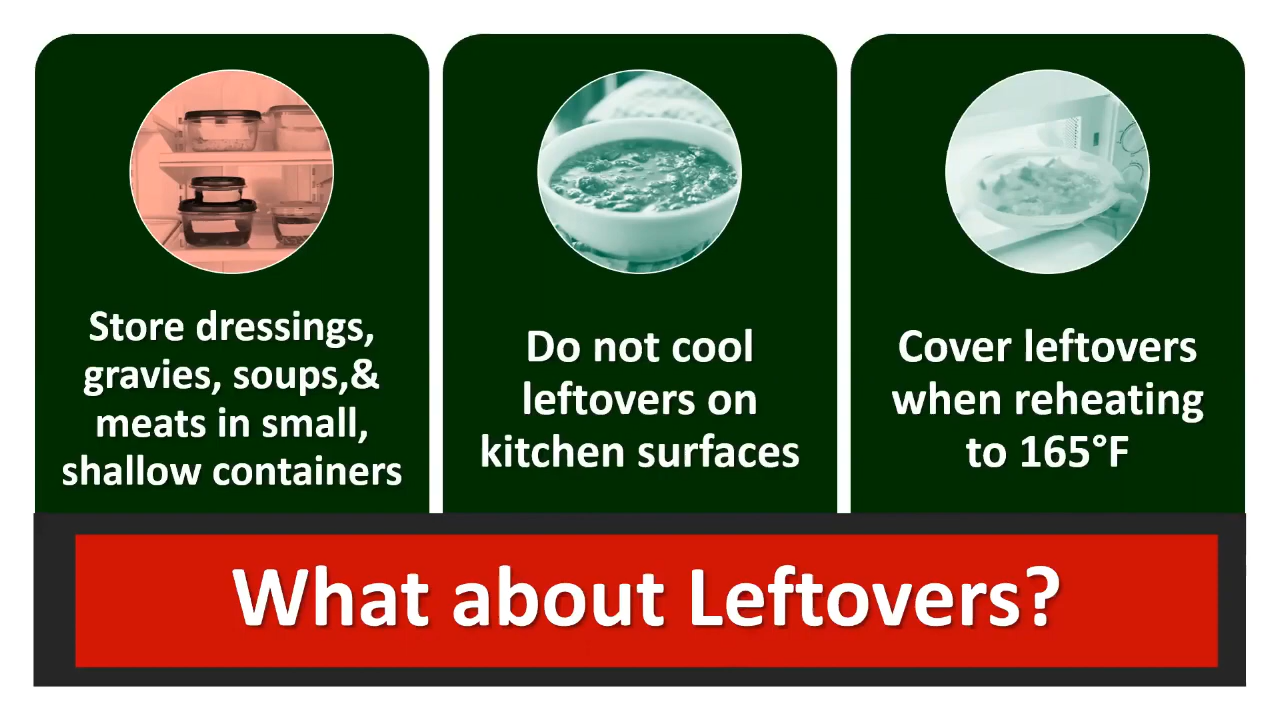 Store dressings,
gravies, soups,&
meats in small,
shallow containers
Do not cool
leftovers on
kitchen surfaces
Cover leftovers
when reheating
to 165°F
What about Leftovers?